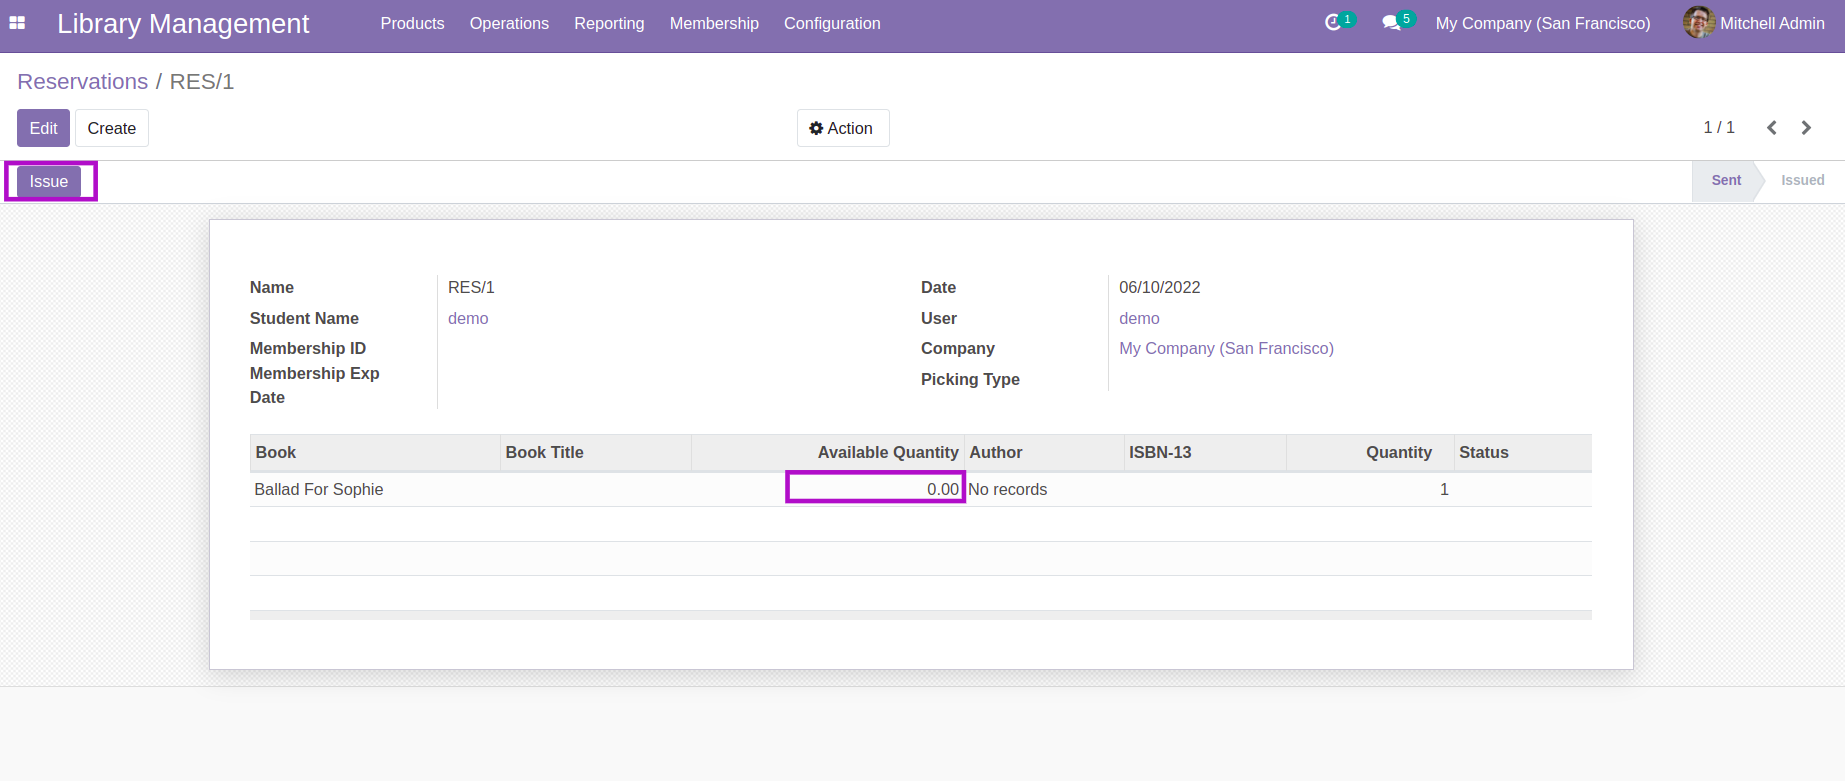 Library Management Products Operations Reporting Membership Configuration 1 5 My Company (San Francisco) Mitchell Admin
Reservations / RES/1
Edit Create Action 1 / 1
Issue Sent Issued
Name RES/1 Date 06/10/2022
Student Name demo User demo
Membership ID Company My Company (San Francisco)
Membership Exp
Date
Picking Type
Book Book Title Available Quantity Author ISBN-13 Quantity Status
Ballad For Sophie 0.00 No records 1